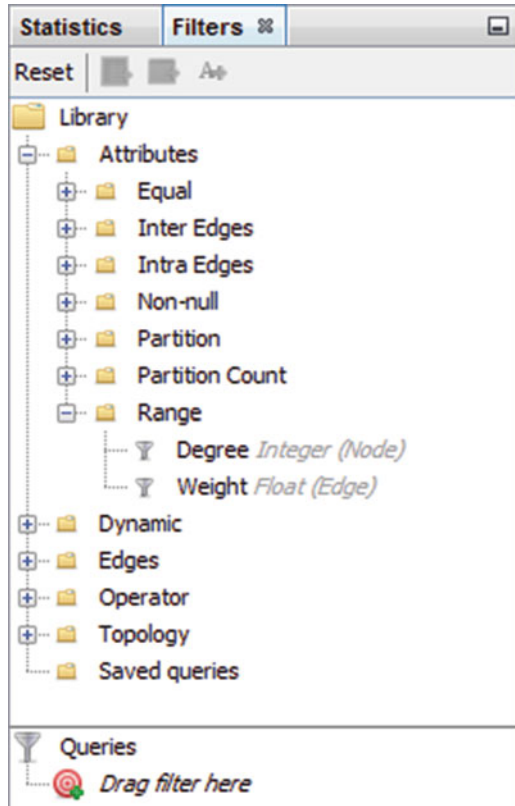 Statistics Filters
Reset
Library
Attributes
Equal
Inter Edges
Intra Edges
Non-null
Partition
Partition Count
Range
Degree Integer (Node)
Weight Float (Edge)
Dynamic
Edges
Operator
Topology
Saved queries
Queries
Drag filter here